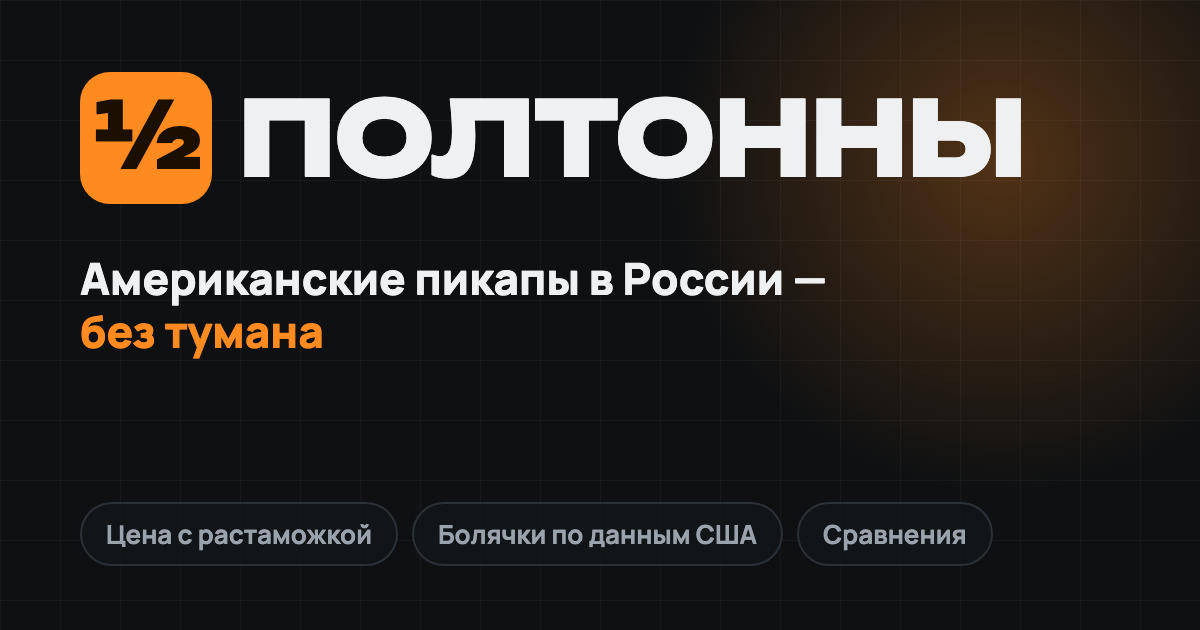 ½ ПОЛТОННЫ
Американские пикапы в России —
без тумана
Цена с растаможкой
Болячки по данным США
Сравнения